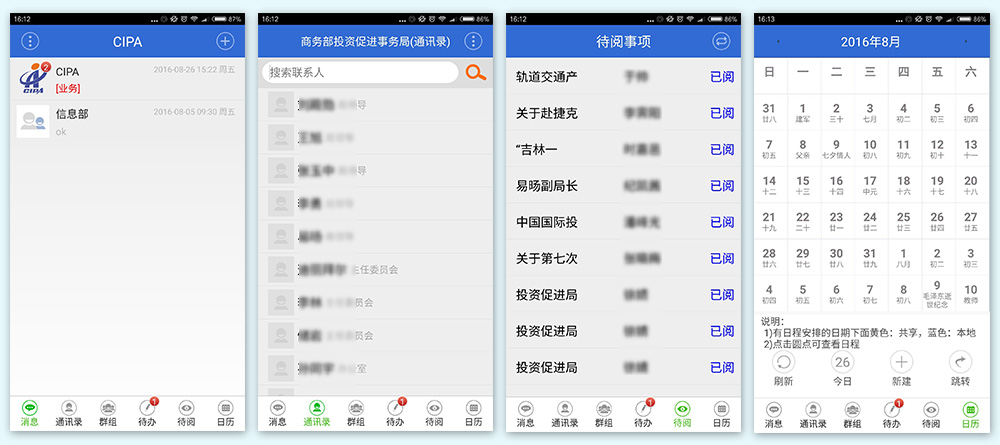 16:12
87%
CIPA
2
CIPA
2016-08-26 15:22 周五
[业务]
CIPA
信息部
2016-08-05 09:30 周五
ok
消息
通讯录
群组
1
待办
待阅
日历
16:12
86%
商务部投资促进事务局(通讯录)
搜索联系人
导
导
主任委员会
员会
员会
室
消息
通讯录
群组
1
待办
待阅
日历
16:12
86%
待阅事项
轨道交通产
已阅
关于赴捷克
已阅
“吉林一
已阅
易旸副局长
已阅
中国国际投
已阅
关于第七次
已阅
投资促进局
已阅
投资促进局
已阅
投资促进局
已阅
消息
通讯录
群组
1
待办
待阅
日历
16:13
86%
2016年8月
日 一 二 三 四 五 六
31 1 2 3 4 5 6
廿八 建军 三十 七月 初二 初三 初四
7 8 9 10 11 12 13
初五 父亲 七夕情人 初八 初九 初十 十一
14 15 16 17 18 19 20
十二 十三 十四 中元 十六 十七 十八
21 22 23 24 25 26 27
十九 二十 廿一 廿二 廿三 廿四 廿五
28 29 30 31 1 2 3
廿六 廿七 廿八 廿九 八月 初二 初三
4 5 6 7 8 9 10
初四 初五 初六 初七 初八 毛泽东逝世纪念 教师
说明：
1)有日程安排的日期下面黄色：共享，蓝色：本地
2)点击圆点可查看日程
26
刷新
今日
新建
跳转
消息
通讯录
群组
1
待办
待阅
日历